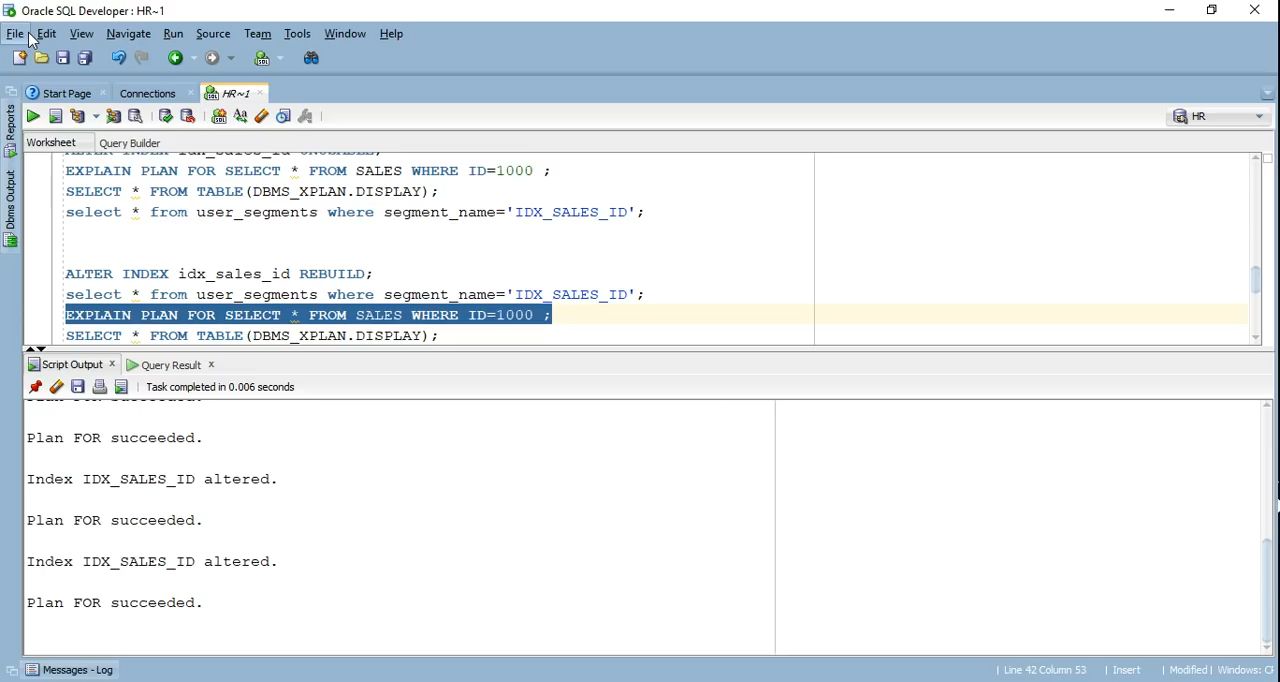 Oracle SQL Developer : HR~1
File Edit View Navigate Run Source Team Tools Window Help
Start Page Connections HR~1
HR
Worksheet Query Builder
EXPLAIN PLAN FOR SELECT * FROM SALES WHERE ID=1000 ;
SELECT * FROM TABLE(DBMS_XPLAN.DISPLAY);
select * from user_segments where segment_name='IDX_SALES_ID';
ALTER INDEX idx_sales_id REBUILD;
select * from user_segments where segment_name='IDX_SALES_ID';
EXPLAIN PLAN FOR SELECT * FROM SALES WHERE ID=1000 ;
SELECT * FROM TABLE(DBMS_XPLAN.DISPLAY);
Reports
Dbms Output
Script Output Query Result
Task completed in 0.006 seconds
Plan FOR succeeded.
Index IDX_SALES_ID altered.
Plan FOR succeeded.
Index IDX_SALES_ID altered.
Plan FOR succeeded.
Messages - Log
Line 42 Column 53 Insert Modified Windows: